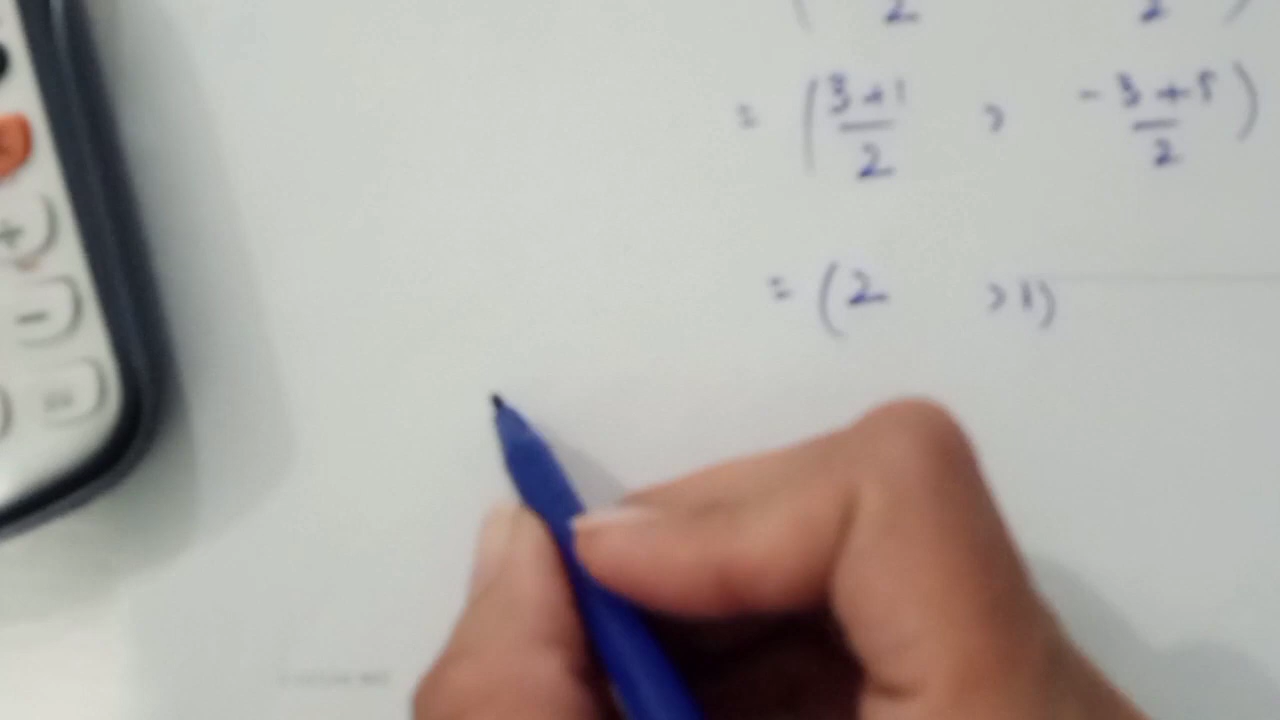 = (3+1/2 , -3+5/2)
= (2 , 1)